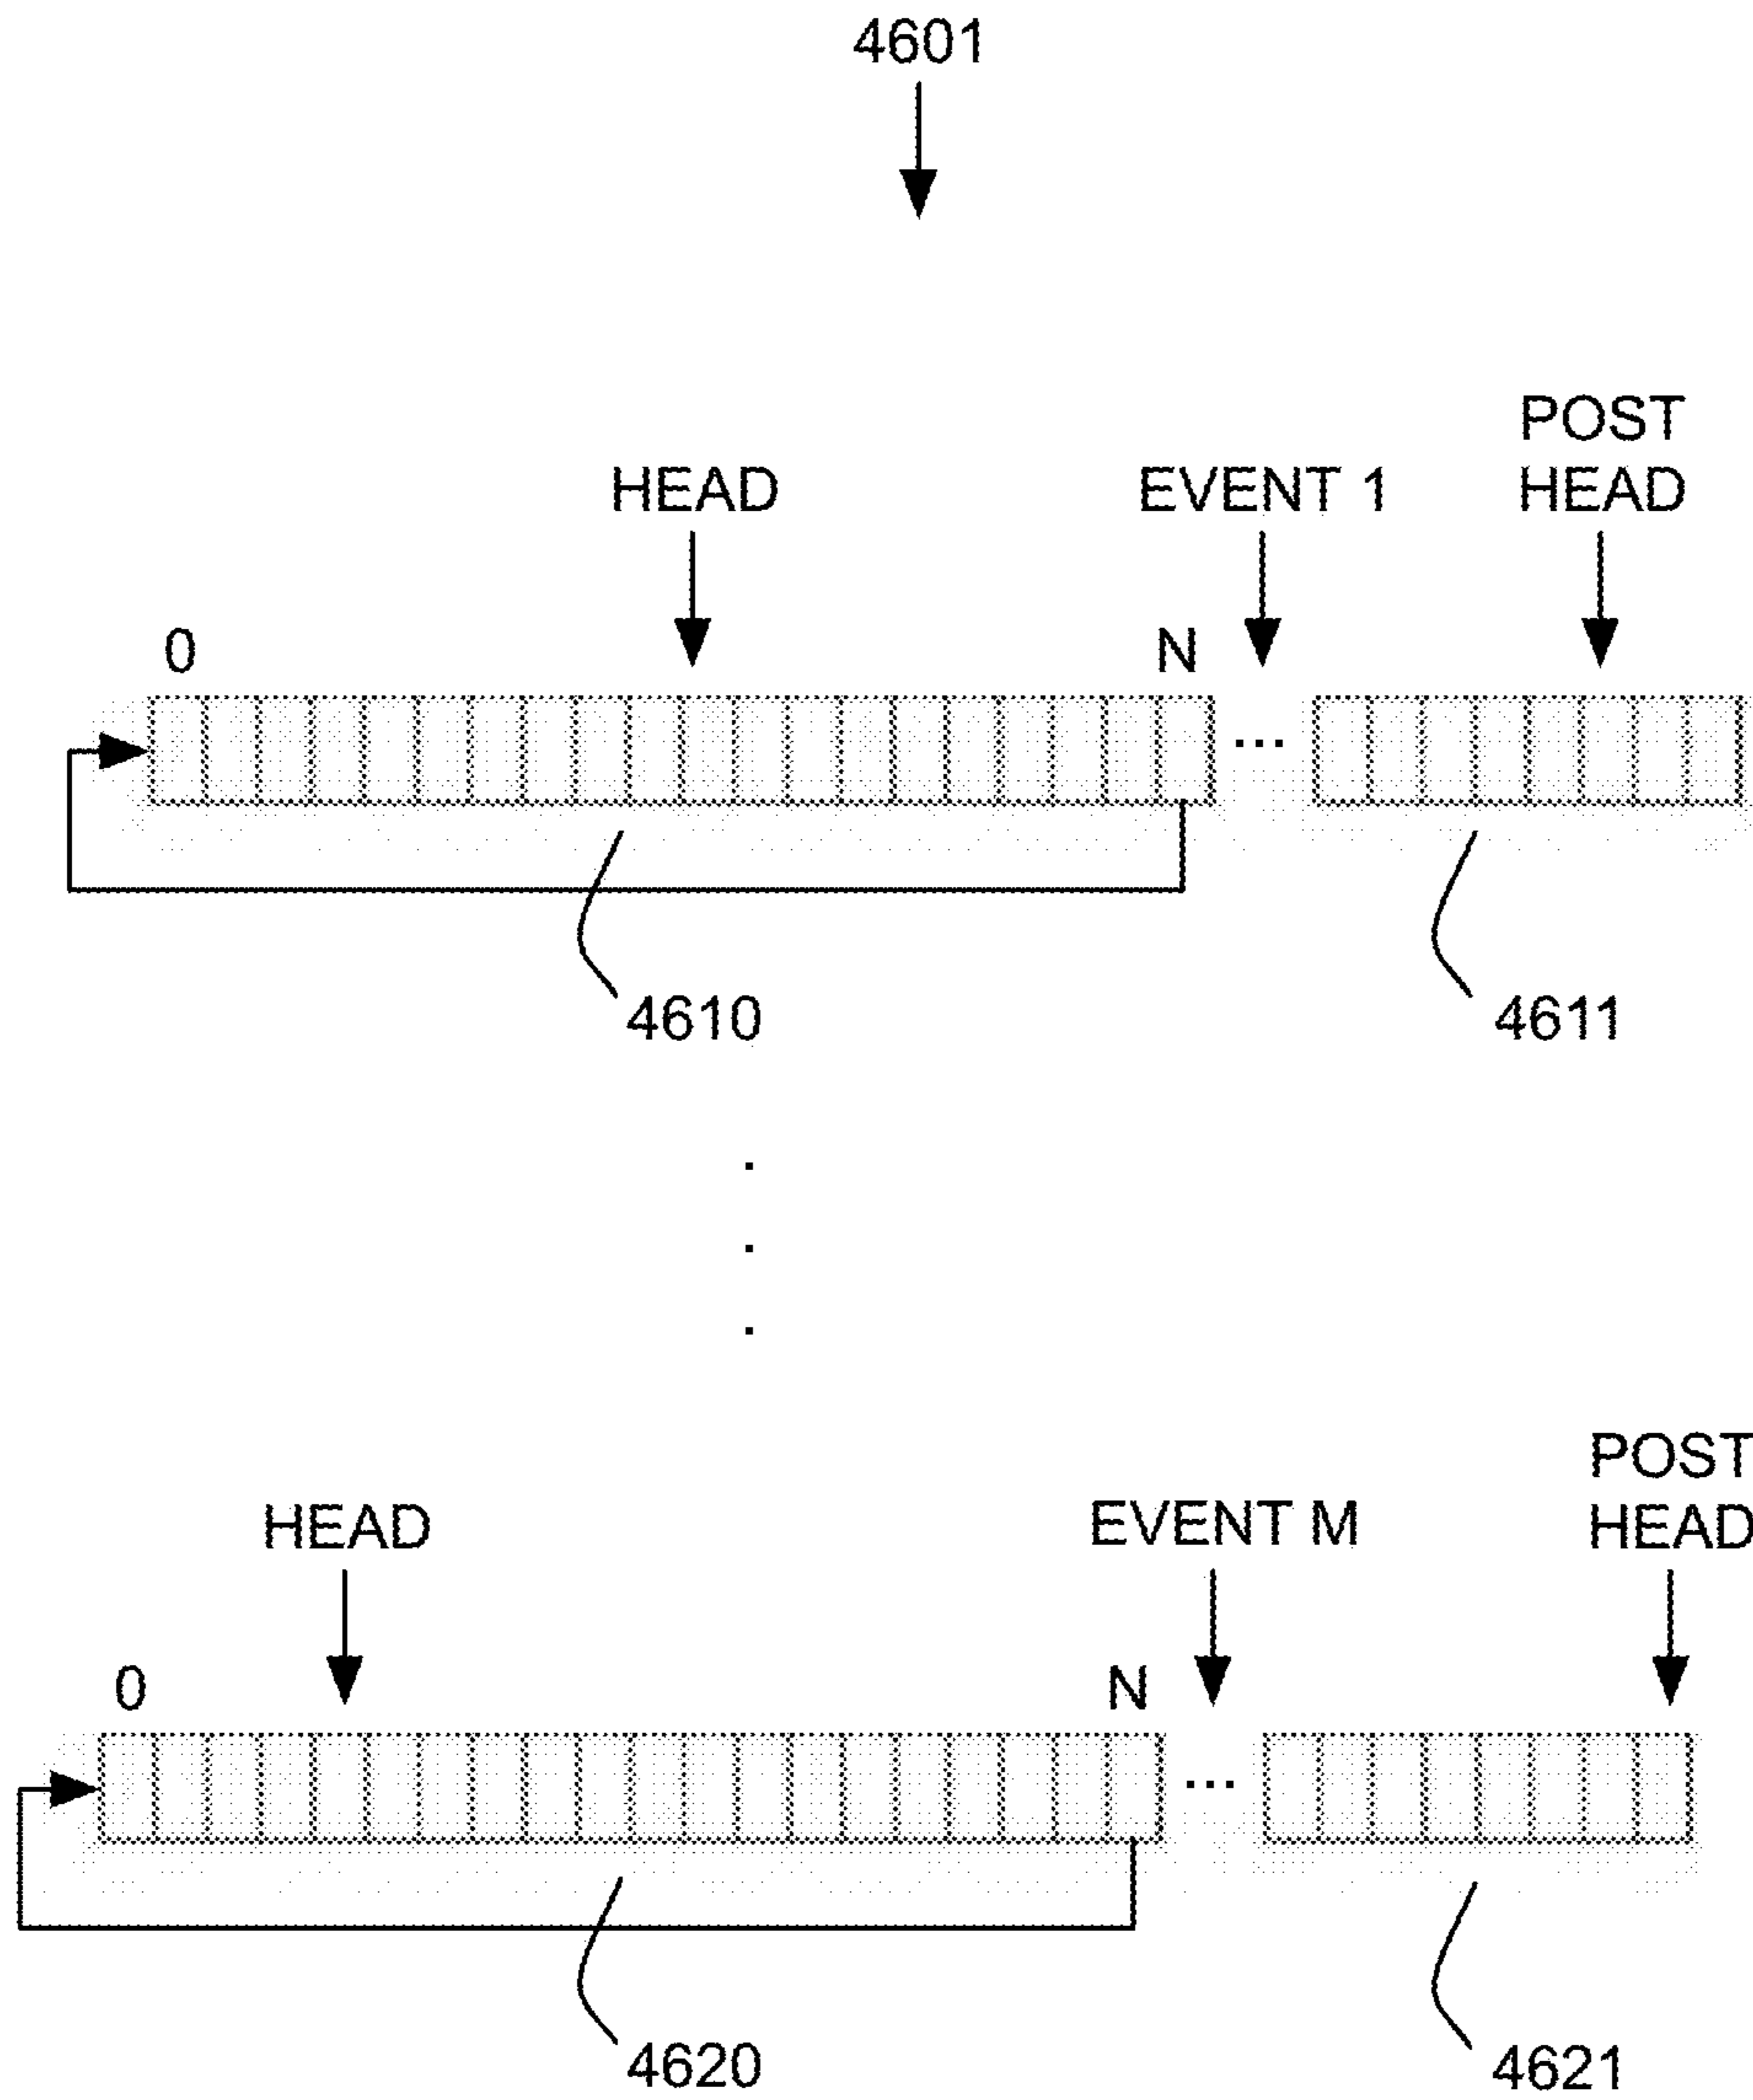 4601
POST
HEAD EVENT 1 HEAD
0 N
...
4610 4611
POST
HEAD EVENT M HEAD
0 N
...
4620 4621